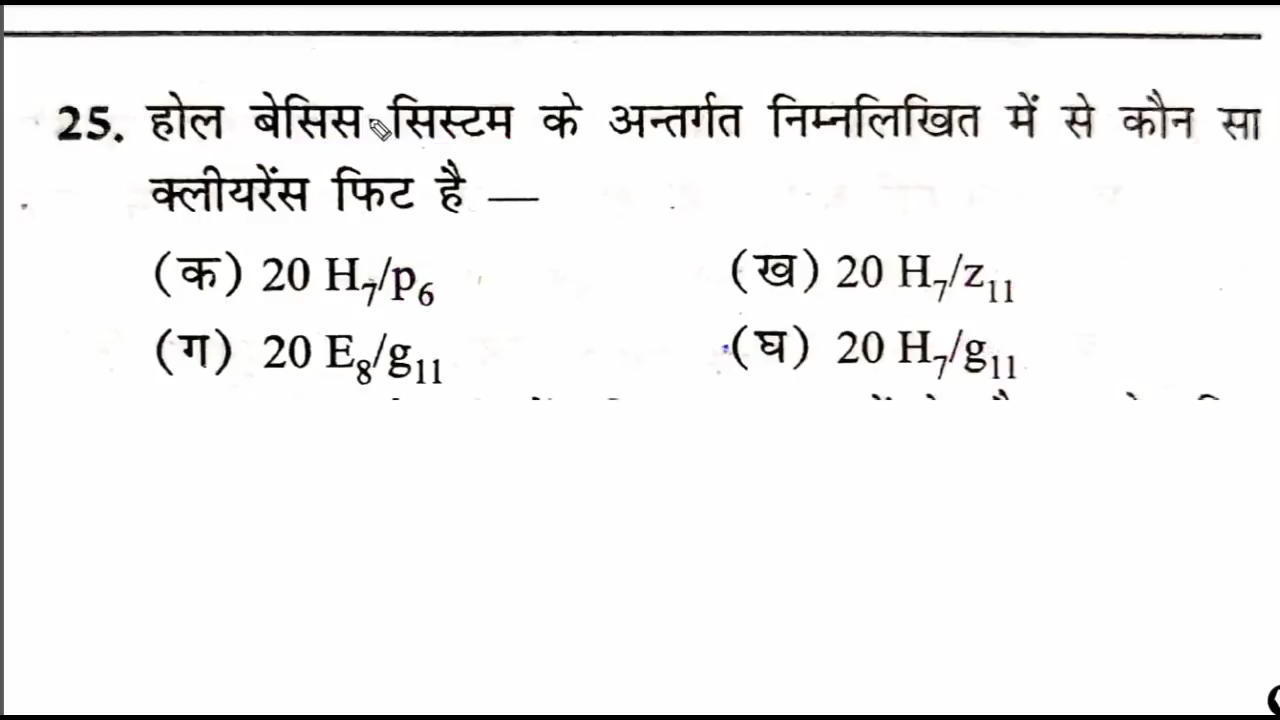 25. होल बेसिस सिस्टम के अन्तर्गत निम्नलिखित में से कौन सा
क्लीयरेंस फिट है —
(क) 20 H₇/p₆ (ख) 20 H₇/z₁₁
(ग) 20 E₈/g₁₁ (घ) 20 H₇/g₁₁